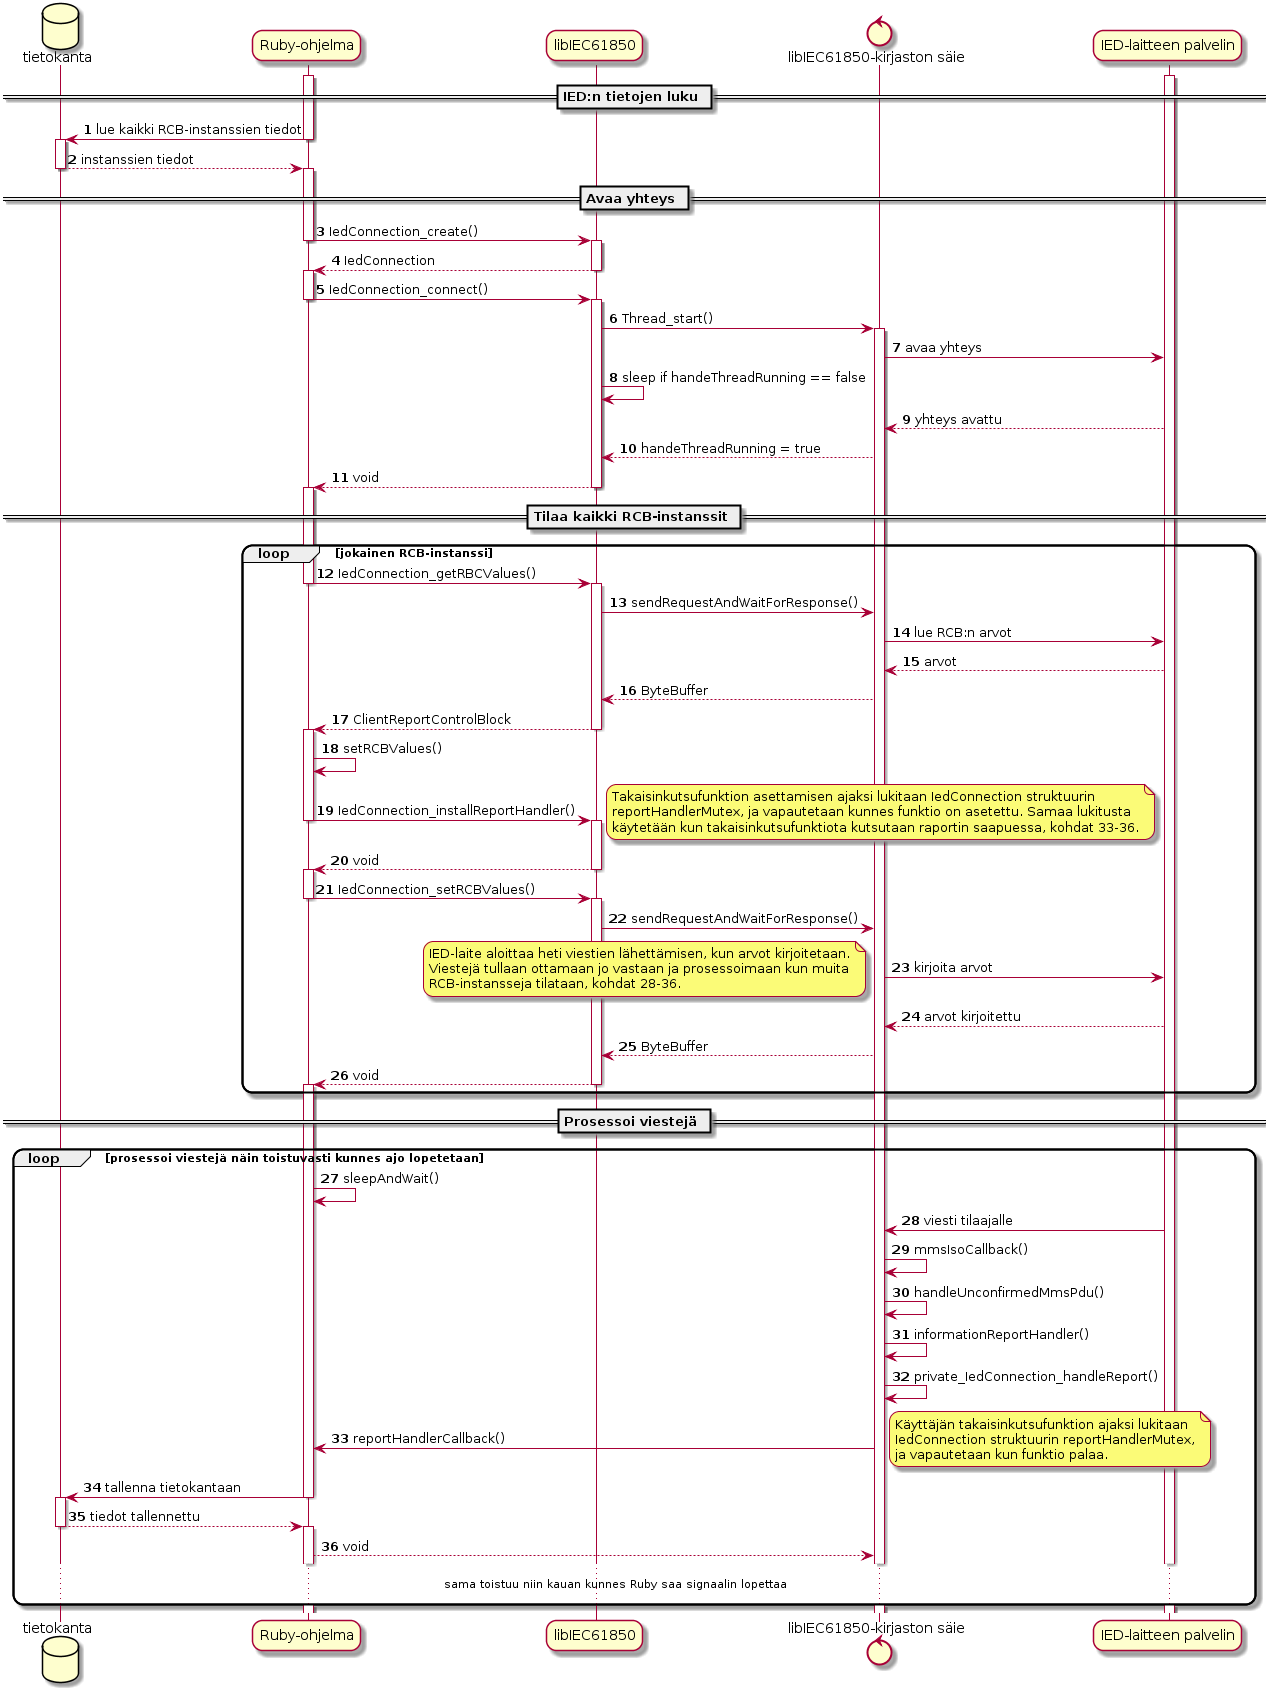 tietokanta
Ruby-ohjelma
libIEC61850
libIEC61850-kirjaston säie
IED-laitteen palvelin
IED:n tietojen luku
1 lue kaikki RCB-instanssien tiedot
2 instanssien tiedot
Avaa yhteys
3 IedConnection_create()
4 IedConnection
5 IedConnection_connect()
6 Thread_start()
7 avaa yhteys
8 sleep if handeThreadRunning == false
9 yhteys avattu
10 handeThreadRunning = true
11 void
Tilaa kaikki RCB-instanssit
loop [jokainen RCB-instanssi]
12 IedConnection_getRBCValues()
13 sendRequestAndWaitForResponse()
14 lue RCB:n arvot
15 arvot
16 ByteBuffer
17 ClientReportControlBlock
18 setRCBValues()
19 IedConnection_installReportHandler()
Takaisinkutsufunktion asettamisen ajaksi lukitaan IedConnection struktuurin
reportHandlerMutex, ja vapautetaan kunnes funktio on asetettu. Samaa lukitusta
käytetään kun takaisinkutsufunktiota kutsutaan raportin saapuessa, kohdat 33-36.
20 void
21 IedConnection_setRCBValues()
22 sendRequestAndWaitForResponse()
IED-laite aloittaa heti viestien lähettämisen, kun arvot kirjoitetaan.
Viestejä tullaan ottamaan jo vastaan ja prosessoimaan kun muita
RCB-instansseja tilataan, kohdat 28-36.
23 kirjoita arvot
24 arvot kirjoitettu
25 ByteBuffer
26 void
Prosessoi viestejä
loop [prosessoi viestejä näin toistuvasti kunnes ajo lopetetaan]
27 sleepAndWait()
28 viesti tilaajalle
29 mmsIsoCallback()
30 handleUnconfirmedMmsPdu()
31 informationReportHandler()
32 private_IedConnection_handleReport()
33 reportHandlerCallback()
Käyttäjän takaisinkutsufunktion ajaksi lukitaan
IedConnection struktuurin reportHandlerMutex,
ja vapautetaan kun funktio palaa.
34 tallenna tietokantaan
35 tiedot tallennettu
36 void
sama toistuu niin kauan kunnes Ruby saa signaalin lopettaa
tietokanta
Ruby-ohjelma
libIEC61850
libIEC61850-kirjaston säie
IED-laitteen palvelin